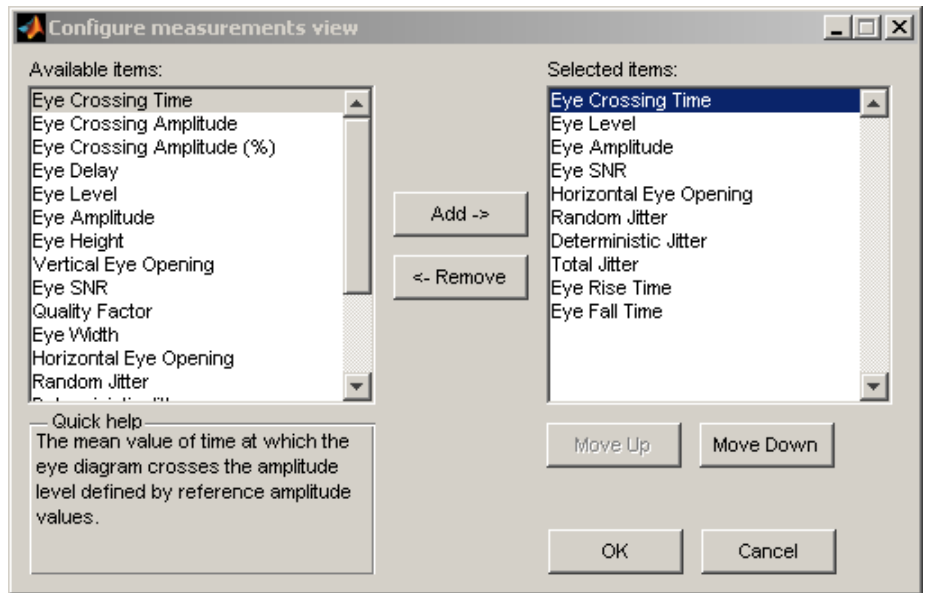 Configure measurements view
Available items:
Eye Crossing Time
Eye Crossing Amplitude
Eye Crossing Amplitude (%)
Eye Delay
Eye Level
Eye Amplitude
Eye Height
Vertical Eye Opening
Eye SNR
Quality Factor
Eye Width
Horizontal Eye Opening
Random Jitter
Add ->
<- Remove
Selected items:
Eye Crossing Time
Eye Level
Eye Amplitude
Eye SNR
Horizontal Eye Opening
Random Jitter
Deterministic Jitter
Total Jitter
Eye Rise Time
Eye Fall Time
Quick help
The mean value of time at which the
eye diagram crosses the amplitude
level defined by reference amplitude
values.
Move Up
Move Down
OK
Cancel